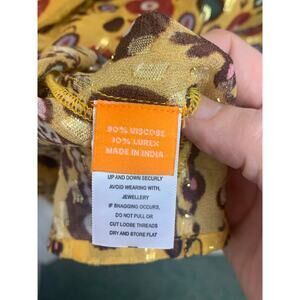 90% VISCOSE
10% LUREX
MADE IN INDIA
UP AND DOWN SECURLY
AVOID WEARING WITH,
JEWELLERY
IF SNAGGING OCCURS,
DO NOT PULL OR
CUT LOOSE THREADS
DRY AND STORE FLAT